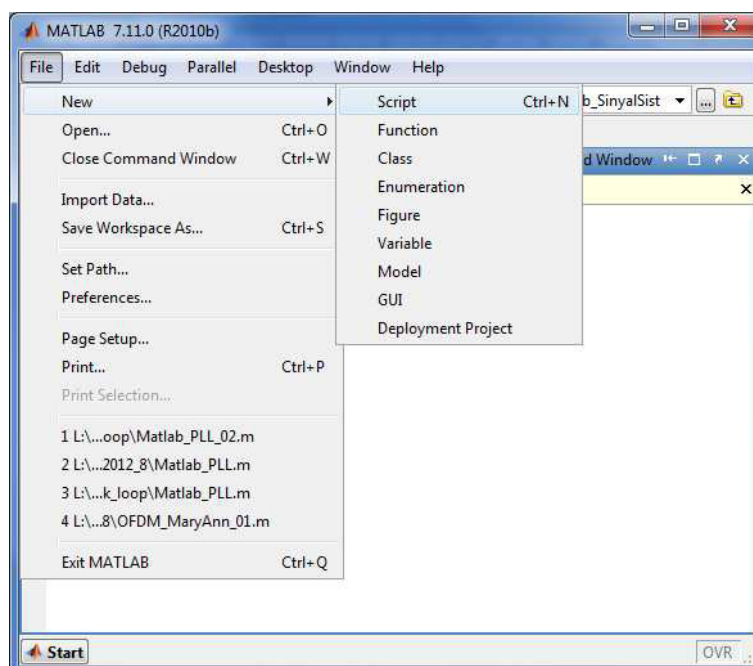 MATLAB 7.11.0 (R2010b)
File Edit Debug Parallel Desktop Window Help
New
Open... Ctrl+O
Close Command Window Ctrl+W
Import Data...
Save Workspace As... Ctrl+S
Set Path...
Preferences...
Page Setup...
Print... Ctrl+P
Print Selection...
1 L:\...oop\Matlab_PLL_02.m
2 L:\...2012_8\Matlab_PLL.m
3 L:\...k_loop\Matlab_PLL.m
4 L:\...8\OFDM_MaryAnn_01.m
Exit MATLAB Ctrl+Q
Script Ctrl+N
Function
Class
Enumeration
Figure
Variable
Model
GUI
Deployment Project
b_SinyalSist ...
d Window
Start
OVR